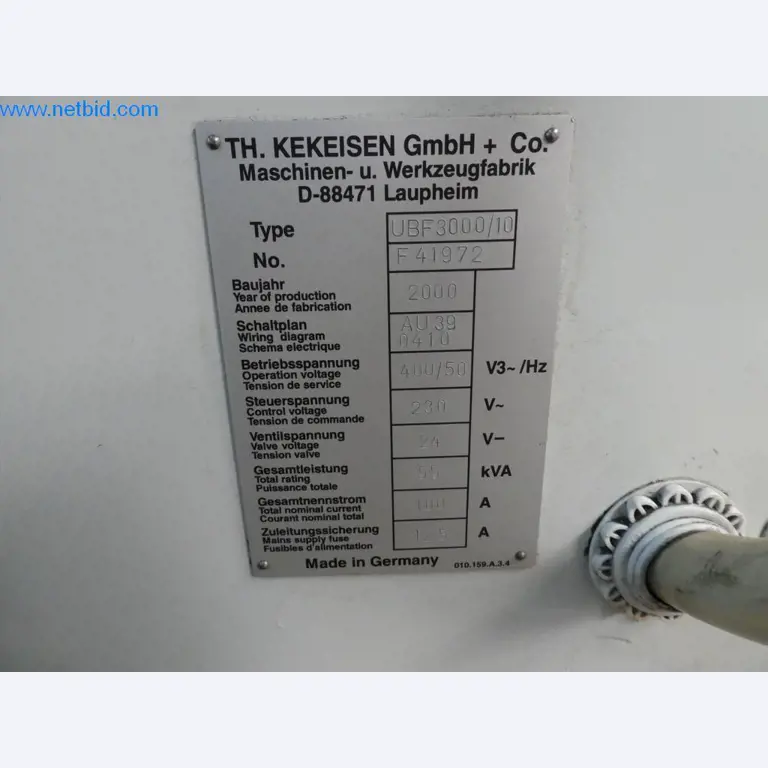 www.netbid.com
TH. KEKEISEN GmbH + Co.
Maschinen- u. Werkzeugfabrik
D-88471 Laupheim
Type UBF3000/10
No. F41972
Baujahr
Year of production
Annee de fabrication
2000
Schaltplan
Wiring diagram
Schema electrique
AU 39
0410
Betriebsspannung
Operation voltage
Tension de service
400/50 V3~/Hz
Steuerspannung
Control voltage
Tension de commande
230 V~
Ventilspannung
Valve voltage
Tension valve
24 V–
Gesamtleistung
Total rating
Puissance totale
kVA
Gesamtnennstrom
Total nominal current
Courant nominal total
A
Zuleitungssicherung
Mains supply fuse
Fusibles d'alimentation
125 A
Made in Germany 01D.159.A.3.4